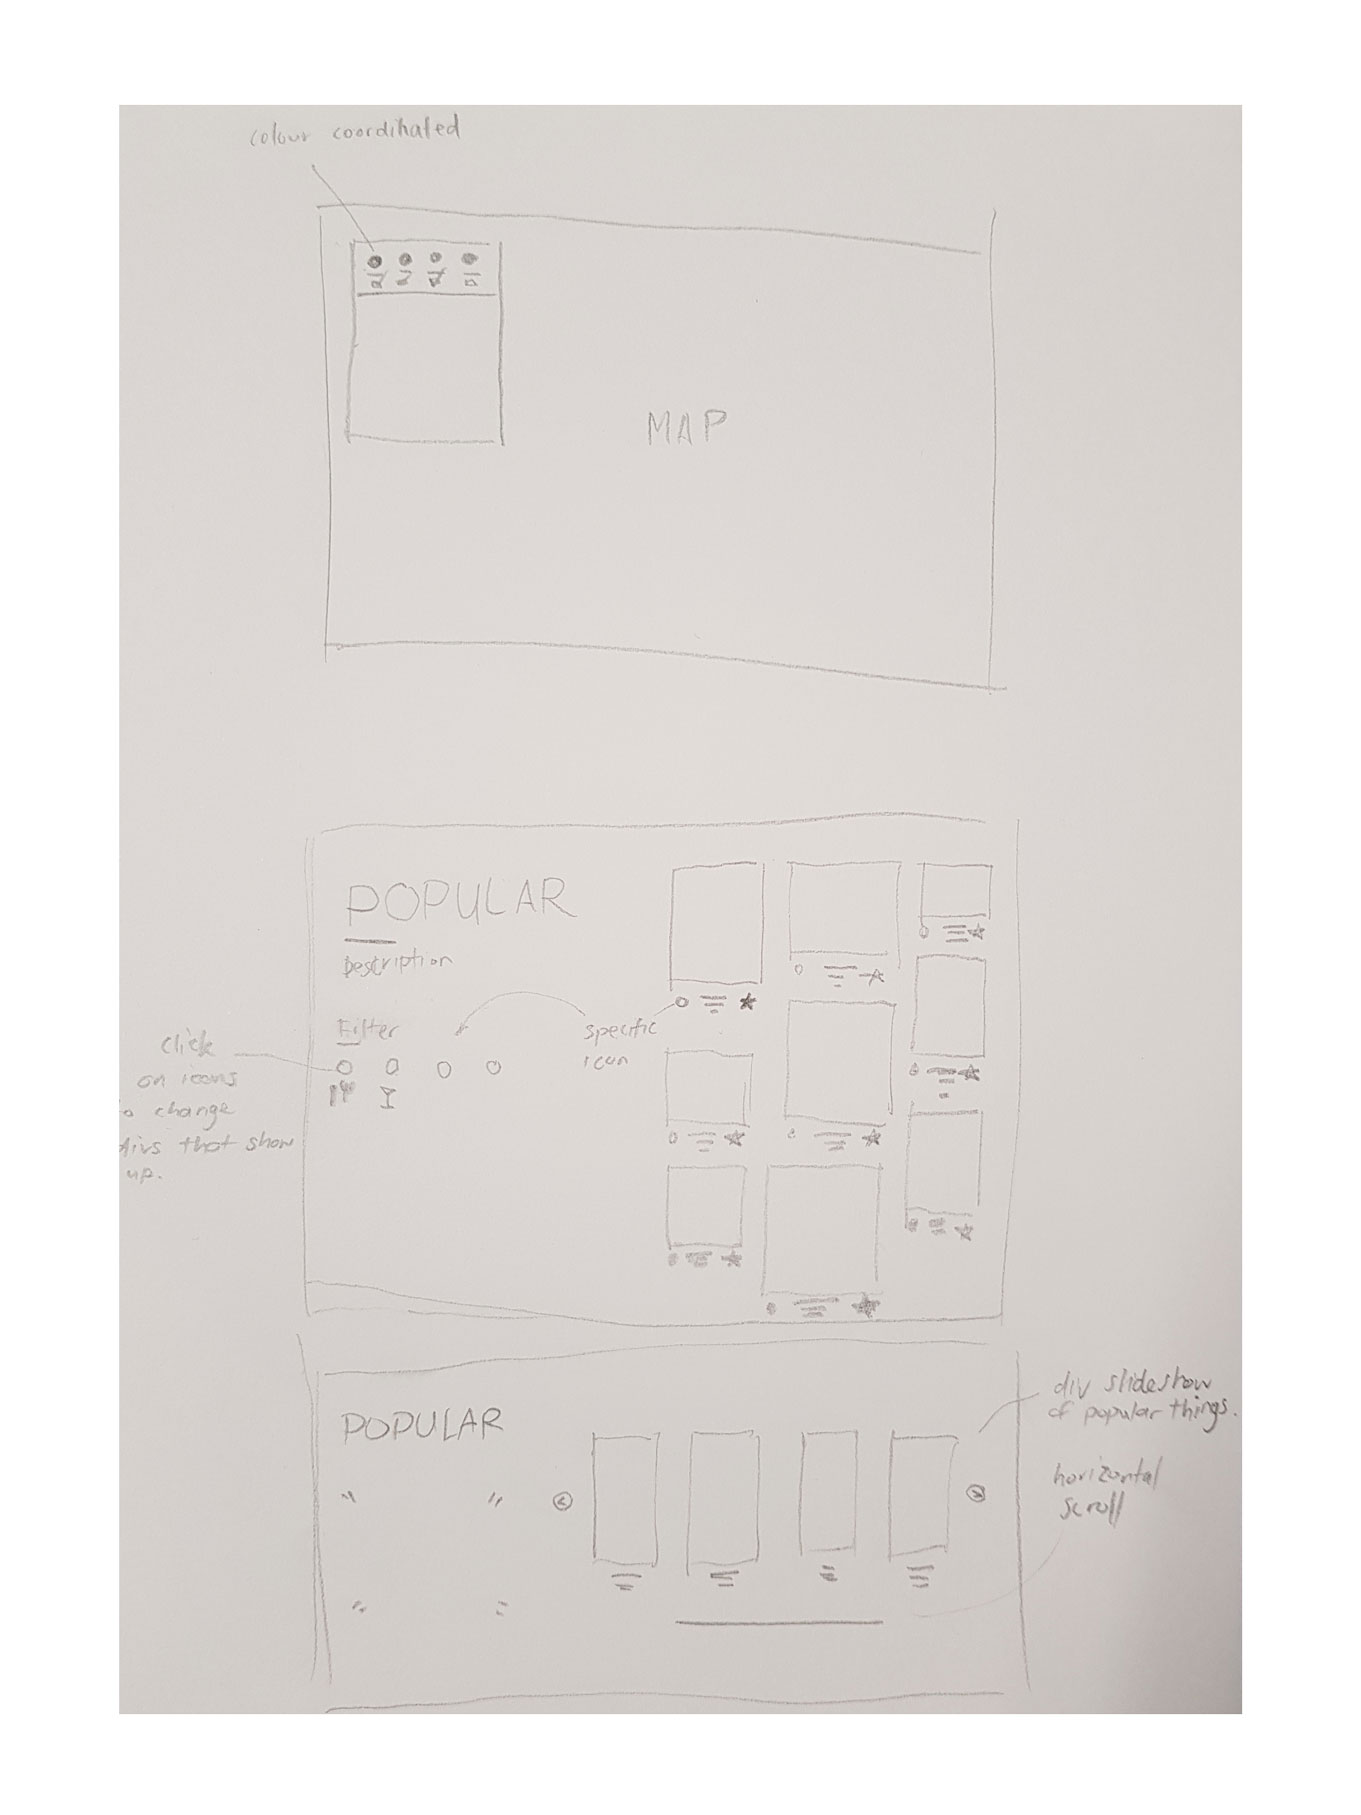 colour coordinated
MAP
POPULAR
Description
Filter
specific
icon
click
on icons
to change
divs that show
up.
POPULAR
div slideshow
of popular things.
horizontal
scroll